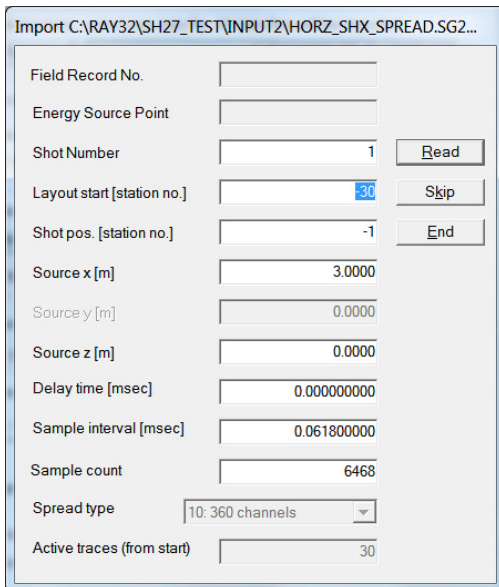 Import C:\RAY32\SH27_TEST\INPUT2\HORZ_SHX_SPREAD.SG2...
Field Record No.
Energy Source Point
Shot Number 1 Read
Layout start [station no.] -30 Skip
Shot pos. [station no.] -1 End
Source x [m] 3.0000
Source y [m] 0.0000
Source z [m] 0.0000
Delay time [msec] 0.000000000
Sample interval [msec] 0.061800000
Sample count 6468
Spread type 10: 360 channels
Active traces (from start) 30